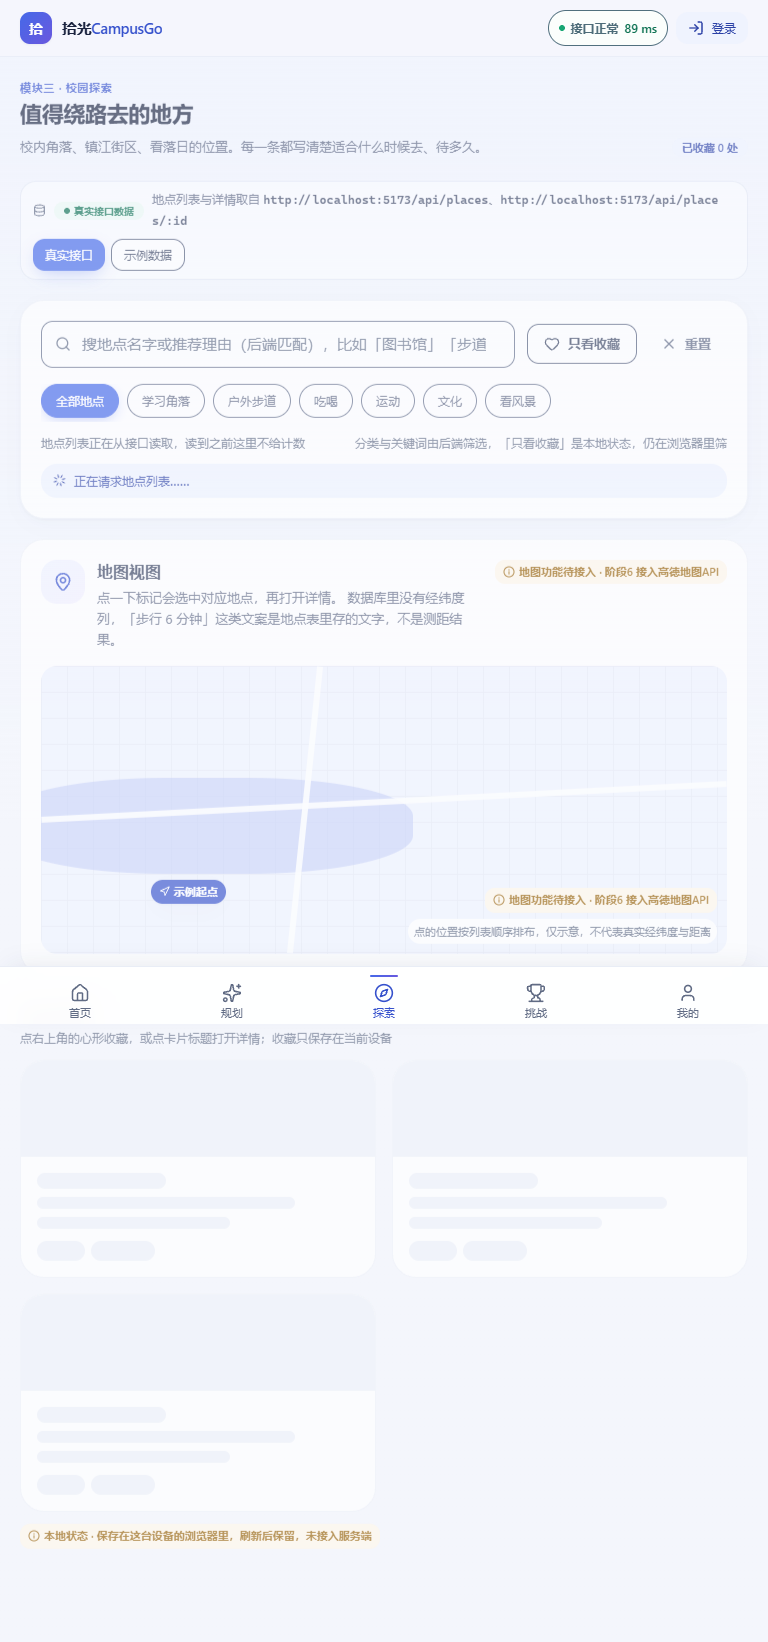 拾 拾光CampusGo 接口正常 89 ms 登录
模块三 · 校园探索
值得绕路去的地方
校内角落、镇江街区、看落日的位置。每一条都写清楚适合什么时候去、待多久。 已收藏 0 处
真实接口数据 地点列表与详情取自 http://localhost:5173/api/places、http://localhost:5173/api/place
s/:id
真实接口 示例数据
搜地点名字或推荐理由（后端匹配），比如「图书馆」「步道 只看收藏 重置
全部地点 学习角落 户外步道 吃喝 运动 文化 看风景
地点列表正在从接口读取，读到之前这里不给计数 分类与关键词由后端筛选，「只看收藏」是本地状态，仍在浏览器里筛
正在请求地点列表……
地图视图 地图功能待接入 · 阶段6 接入高德地图API
点一下标记会选中对应地点，再打开详情。 数据库里没有经纬度
列，「步行 6 分钟」这类文案是地点表里存的文字，不是测距结
果。
示例起点
地图功能待接入 · 阶段6 接入高德地图API
点的位置按列表顺序排布，仅示意，不代表真实经纬度与距离
首页 规划 探索 挑战 我的
点右上角的心形收藏，或点卡片标题打开详情；收藏只保存在当前设备
本地状态 · 保存在这台设备的浏览器里，刷新后保留，未接入服务端